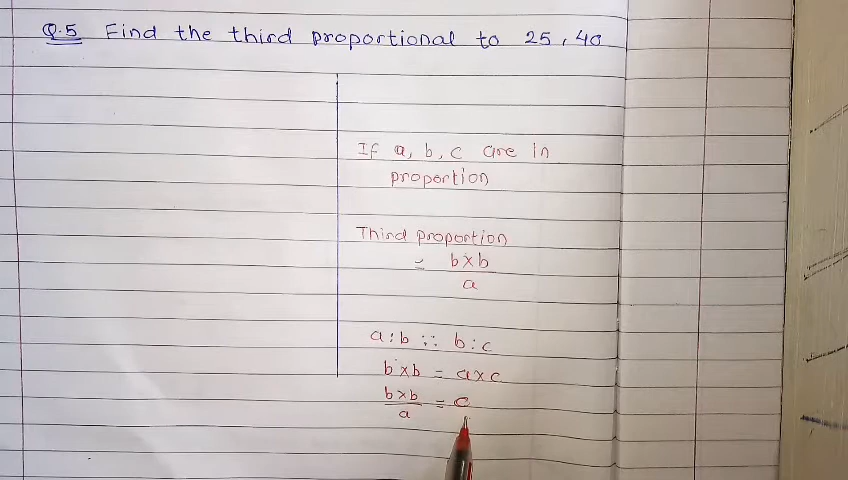 Q.5 Find the third proportional to 25, 40
If a, b, c are in
proportion
Third proportion
= b×b
a
a:b :: b:c
b×b = a×c
b×b = c
a